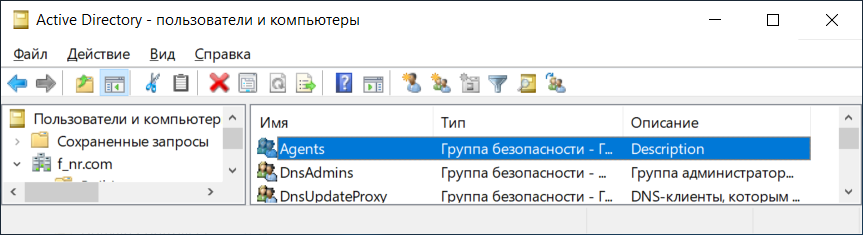 Active Directory - пользователи и компьютеры
Файл Действие Вид Справка
Пользователи и компьютер
Сохраненные запросы
f_nr.com
Имя Тип Описание
Agents Группа безопасности - Г... Description
DnsAdmins Группа безопасности - ... Группа администратор...
DnsUpdateProxy Группа безопасности - Г... DNS-клиенты, которым ...